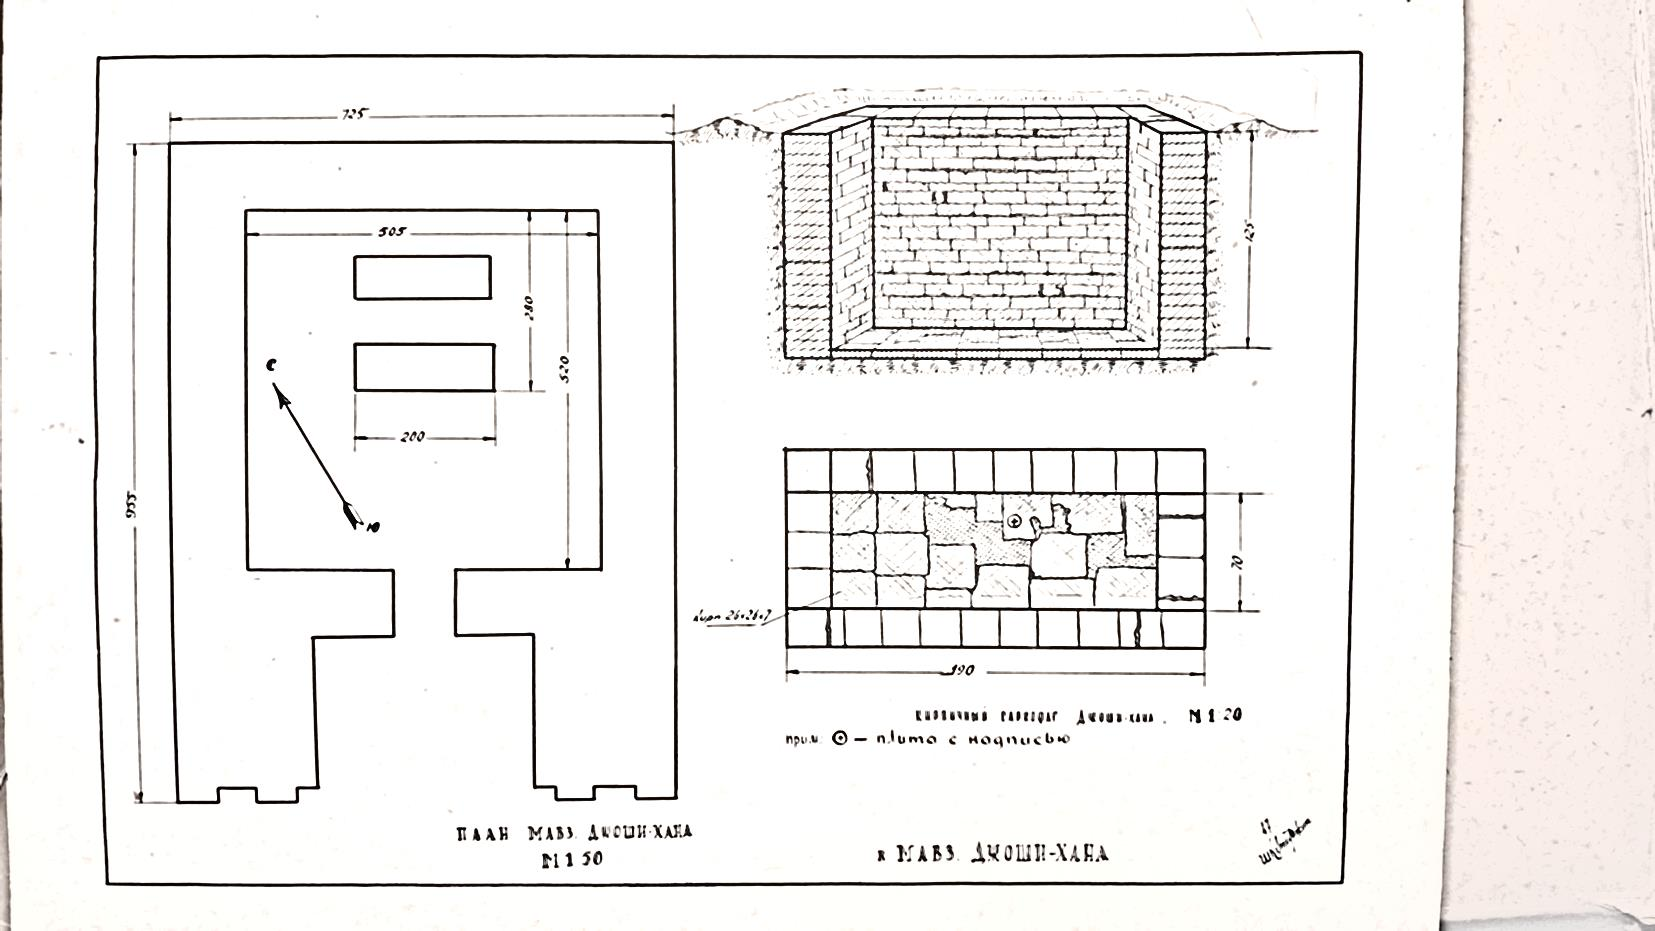 725
505
280
520
200
955
С
Ю
ПЛАН МАВЗ. ДЖОШИ-ХАНА
М 1 50
125
70
Кирп 26×26×7
190
КИРПИЧНЫЙ САРКОФАГ ДЖОШИ-ХАНА. М 1:20
прим. ⊕ — плита с надписью
к МАВЗ. ДЖОШИ-ХАНА